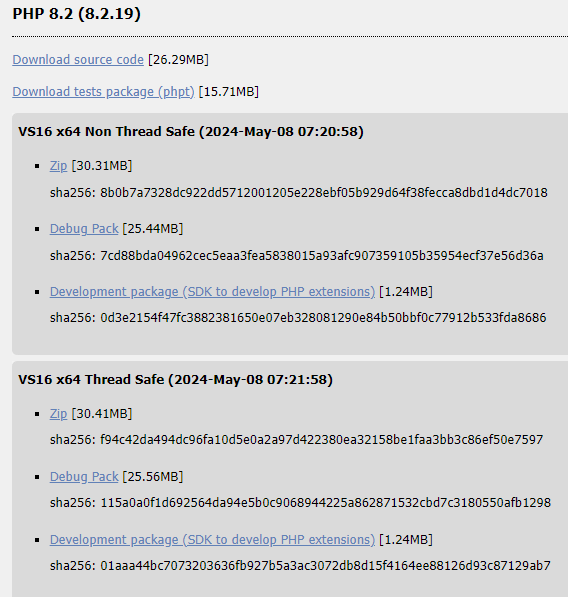 PHP 8.2 (8.2.19)
Download source code [26.29MB]
Download tests package (phpt) [15.71MB]
VS16 x64 Non Thread Safe (2024-May-08 07:20:58)
Zip [30.31MB]
sha256: 8b0b7a7328dc922dd5712001205e228ebf05b929d64f38fecca8dbd1d4dc7018
Debug Pack [25.44MB]
sha256: 7cd88bda04962cec5eaa3fea5838015a93afc907359105b35954ecf37e56d36a
Development package (SDK to develop PHP extensions) [1.24MB]
sha256: 0d3e2154f47fc3882381650e07eb328081290e84b50bbf0c77912b533fda8686
VS16 x64 Thread Safe (2024-May-08 07:21:58)
Zip [30.41MB]
sha256: f94c42da494dc96fa10d5e0a2a97d422380ea32158be1faa3bb3c86ef50e7597
Debug Pack [25.56MB]
sha256: 115a0a0f1d692564da94e5b0c9068944225a862871532cbd7c3180550afb1298
Development package (SDK to develop PHP extensions) [1.24MB]
sha256: 01aaa44bc7073203636fb927b5a3ac3072db8d15f4164ee88126d93c87129ab7